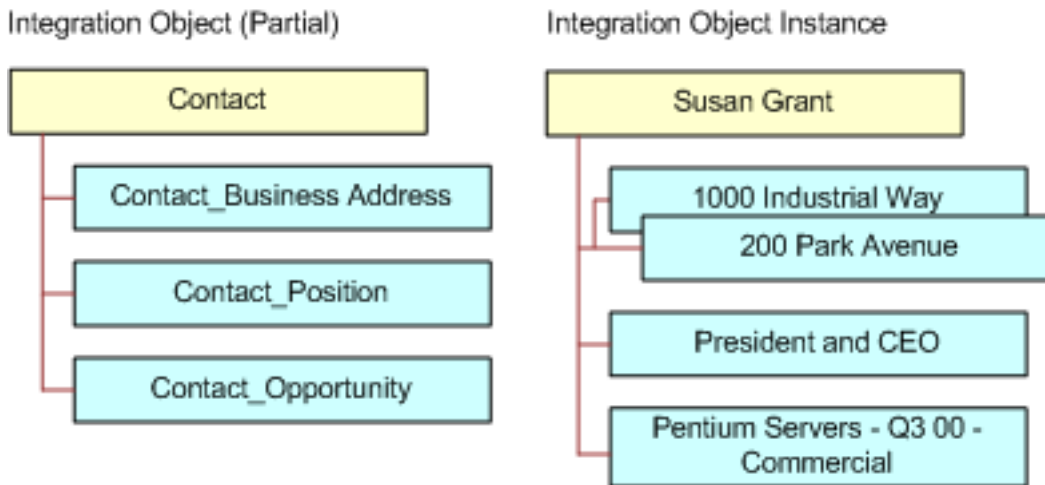 Integration Object (Partial)
Contact
Contact_Business Address
Contact_Position
Contact_Opportunity
Integration Object Instance
Susan Grant
1000 Industrial Way
200 Park Avenue
President and CEO
Pentium Servers - Q3 00 -
Commercial